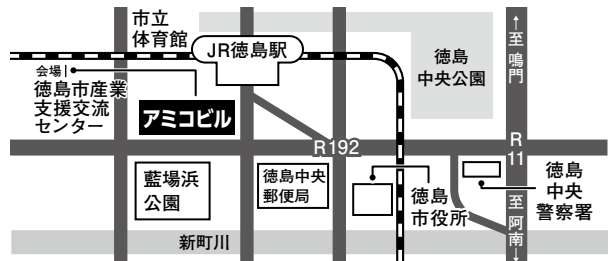 市立
体育館
JR徳島駅
会場
徳島市産業
支援交流
センター
アミコビル
徳島
中央公園
←至 鳴門
R11
至 阿南→
R192
藍場浜
公園
徳島中央
郵便局
徳島
市役所
徳島
中央
警察署
新町川